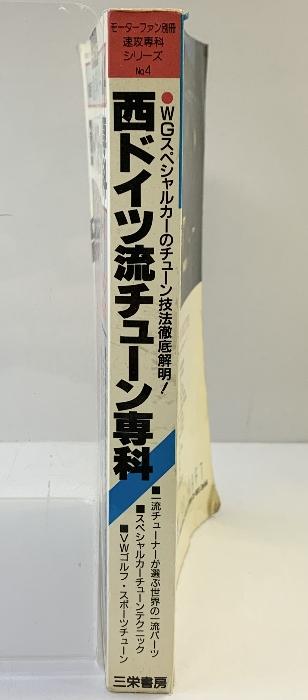 モーターファン別冊
速攻専科
シリーズ
No.4
●WGスペシャルカーのチューン技法徹底解明!
西ドイツ流チューン専科
■一流チューナーが選ぶ世界の一流パーツ
■スペシャルカーチューンテクニック
■VWゴルフ・スポーツチューン
三栄書房